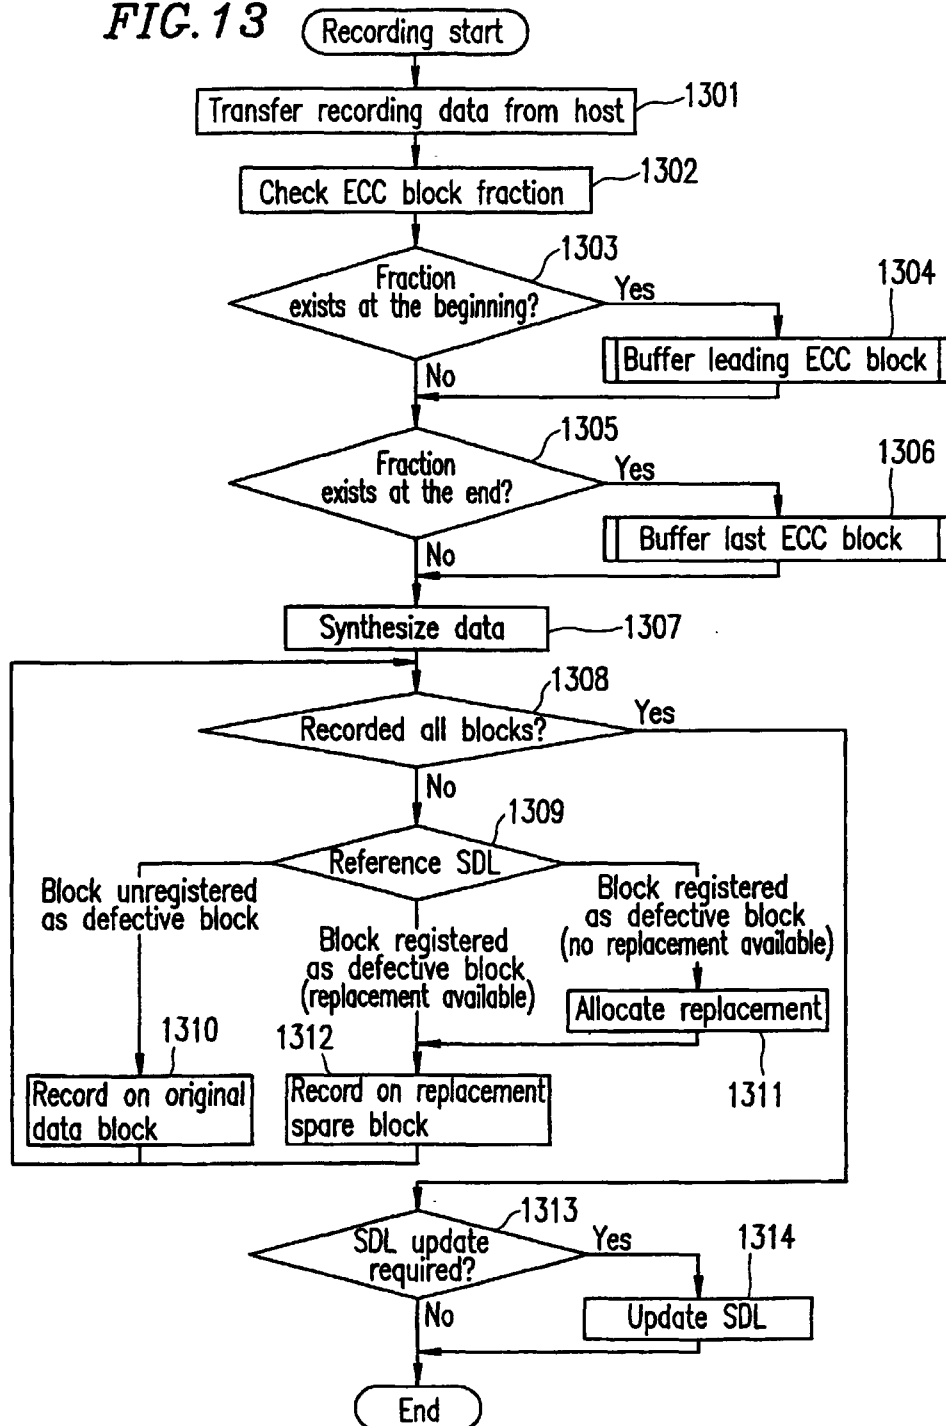 FIG. 13
Recording start
Transfer recording data from host
1301
Check ECC block fraction
1302
1303
Fraction
exists at the beginning?
Yes
1304
Buffer leading ECC block
No
1305
Fraction
exists at the end?
Yes
1306
Buffer last ECC block
No
Synthesize data
1307
1308
Recorded all blocks?
Yes
No
1309
Reference SDL
Block unregistered
as defective block
Block registered
as defective block
(replacement available)
Block registered
as defective block
(no replacement available)
Allocate replacement
1311
1310
Record on original
data block
1312
Record on replacement
spare block
1313
SDL update
required?
Yes
1314
Update SDL
No
End